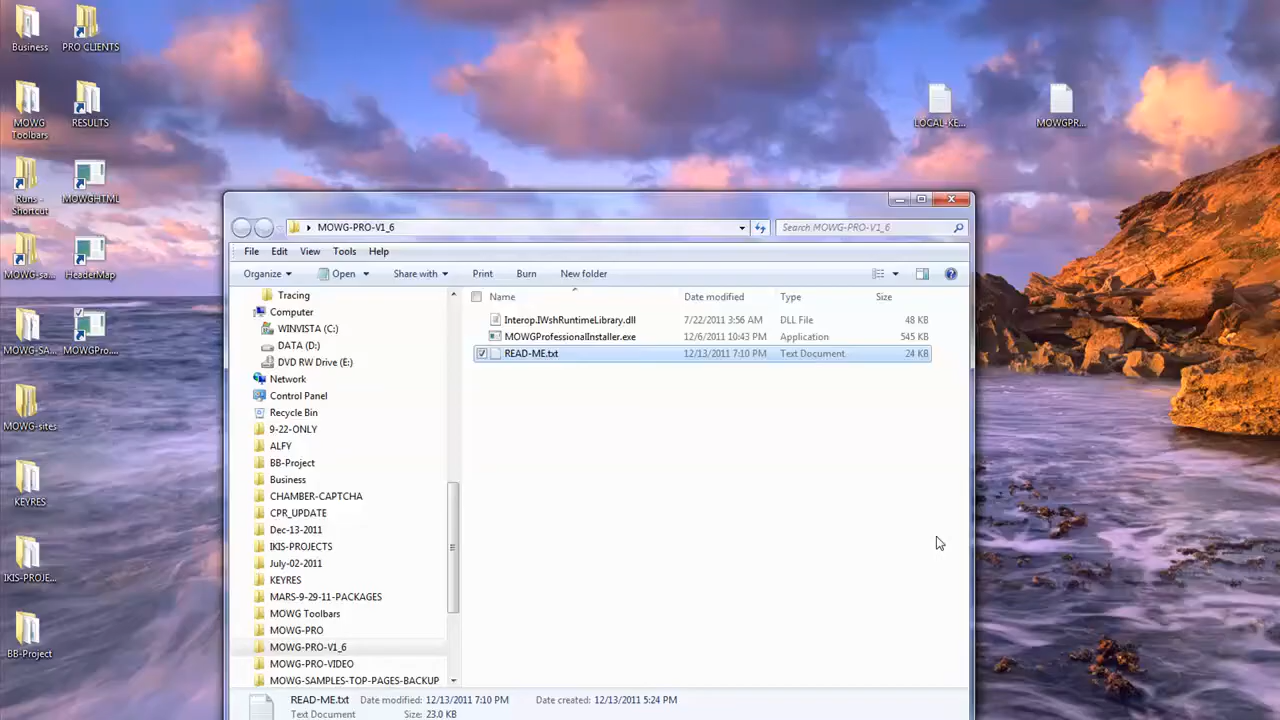 Business
PRO CLIENTS
MOWG
Toolbars
RESULTS
LOCAL-KE...
MOWGPR...
Runs -
Shortcut
MOWGHTML
MOWG-sa...
HeaderMap
MOWG-SA...
MOWGPro....
MOWG-sites
KEYRES
IKIS-PROJE...
BB-Project
MOWG-PRO-V1_6
Search MOWG-PRO-V1_6
File Edit View Tools Help
Organize Open Share with Print Burn New folder
Name Date modified Type Size
Interop.IWshRuntimeLibrary.dll 7/22/2011 3:56 AM DLL File 48 KB
MOWGProfessionalInstaller.exe 12/6/2011 10:43 PM Application 545 KB
READ-ME.txt 12/13/2011 7:10 PM Text Document 24 KB
Tracing
Computer
WINVISTA (C:)
DATA (D:)
DVD RW Drive (E:)
Network
Control Panel
Recycle Bin
9-22-ONLY
ALFY
BB-Project
Business
CHAMBER-CAPTCHA
CPR_UPDATE
Dec-13-2011
IKIS-PROJECTS
July-02-2011
KEYRES
MARS-9-29-11-PACKAGES
MOWG Toolbars
MOWG-PRO
MOWG-PRO-V1_6
MOWG-PRO-VIDEO
MOWG-SAMPLES-TOP-PAGES-BACKUP
READ-ME.txt Date modified: 12/13/2011 7:10 PM Date created: 12/13/2011 5:24 PM
Text Document Size: 23.0 KB